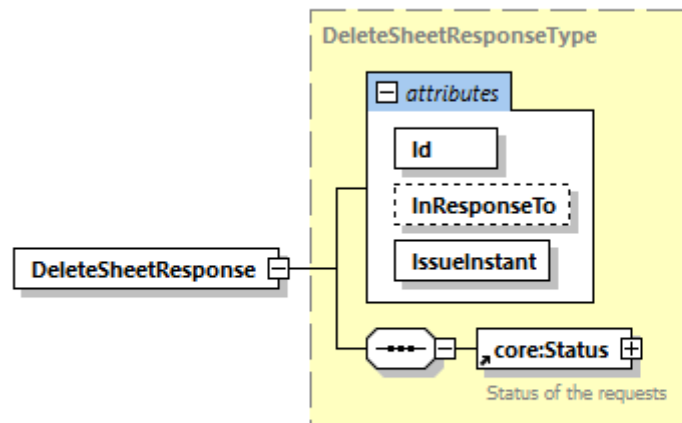 DeleteSheetResponseType
attributes
Id
InResponseTo
IssueInstant
DeleteSheetResponse
core:Status
Status of the requests